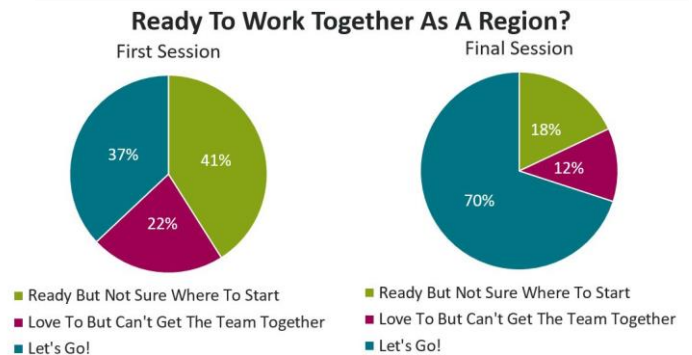 Ready To Work Together As A Region?
First Session
37%
41%
22%
Ready But Not Sure Where To Start
Love To But Can't Get The Team Together
Let's Go!
Final Session
18%
12%
70%
Ready But Not Sure Where To Start
Love To But Can't Get The Team Together
Let's Go!